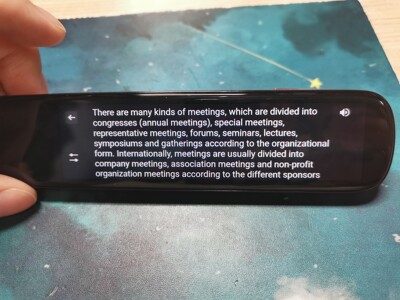 There are many kinds of meetings, which are divided into
congresses (annual meetings), special meetings,
representative meetings, forums, seminars, lectures,
symposiums and gatherings according to the organizational
form. Internationally, meetings are usually divided into
company meetings, association meetings and non-profit
organization meetings according to the different sponsors